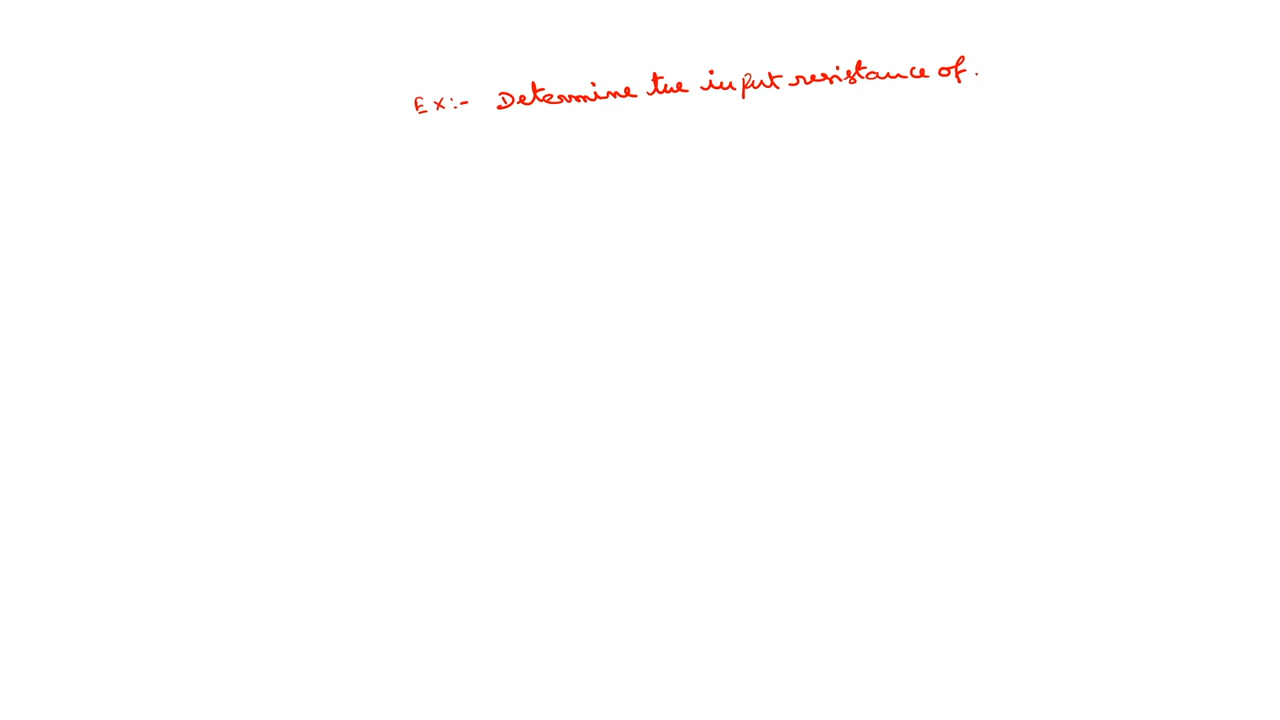 Ex:- Determine the input resistance of.